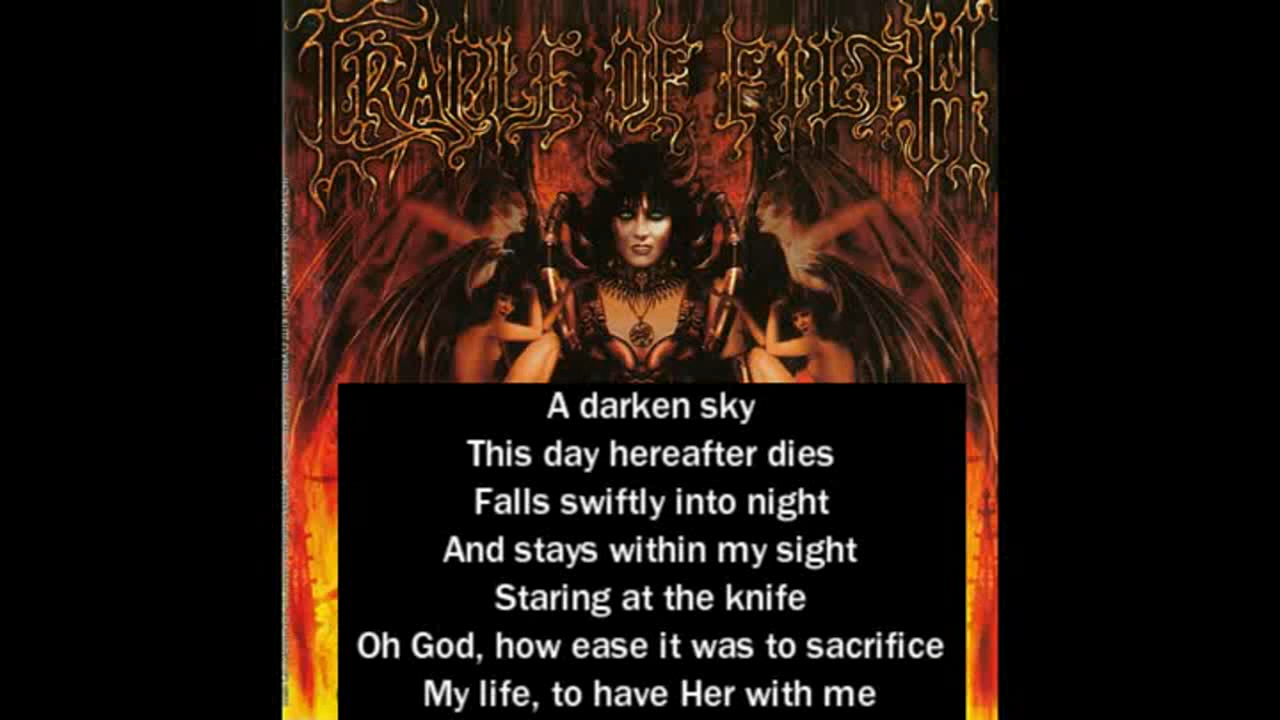 CRADLE OF FILTH
A darken sky
This day hereafter dies
Falls swiftly into night
And stays within my sight
Staring at the knife
Oh God, how ease it was to sacrifice
My life, to have Her with me